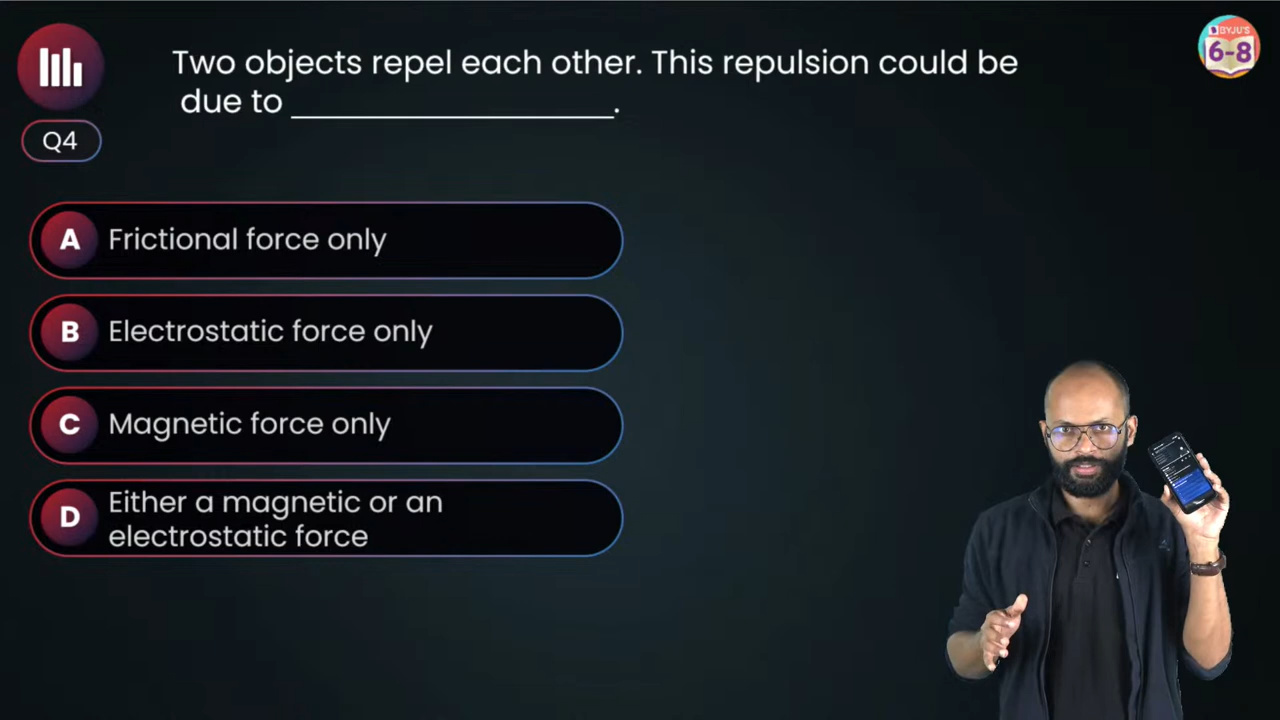 Two objects repel each other. This repulsion could be
due to ____________________.
Q4
A Frictional force only
B Electrostatic force only
C Magnetic force only
D Either a magnetic or an
electrostatic force
BYJU'S
6-8